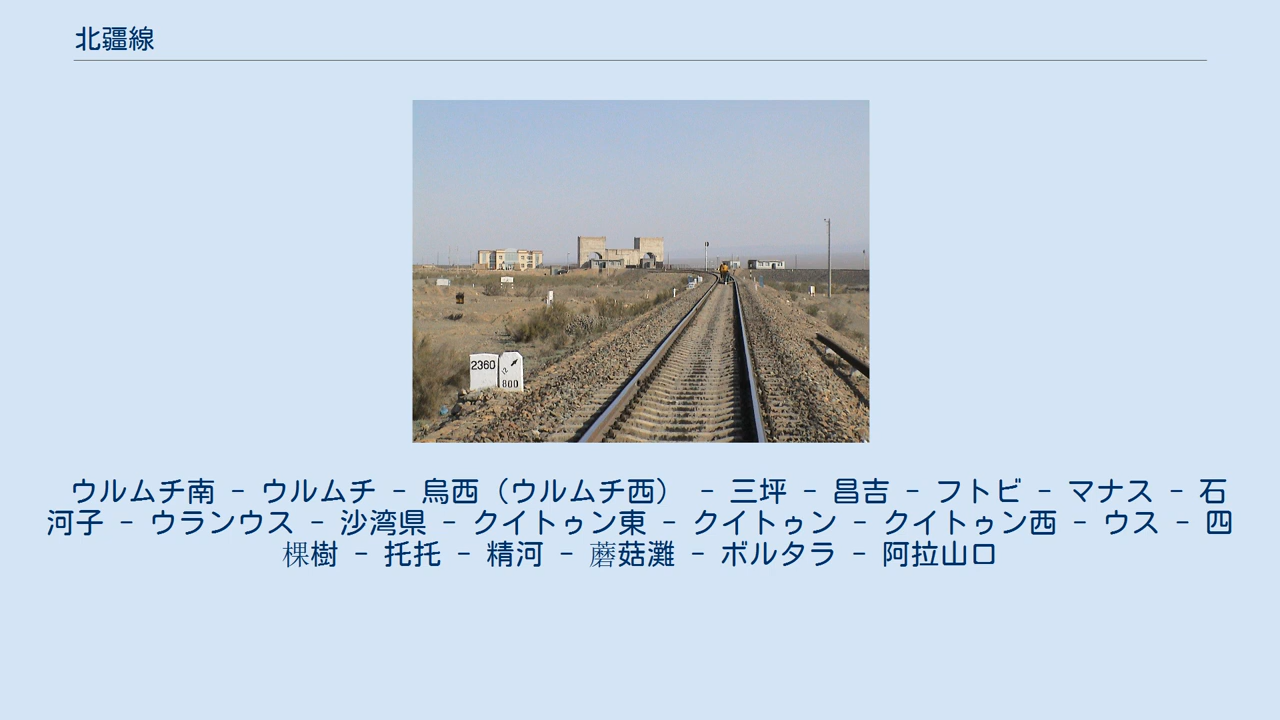 北疆線
2360
800
ウルムチ南 - ウルムチ - 烏西（ウルムチ西） - 三坪 - 昌吉 - フトビ - マナス - 石
河子 - ウランウス - 沙湾県 - クイトゥン東 - クイトゥン - クイトゥン西 - ウス - 四
棵樹 - 托托 - 精河 - 蘑菇灘 - ボルタラ - 阿拉山口